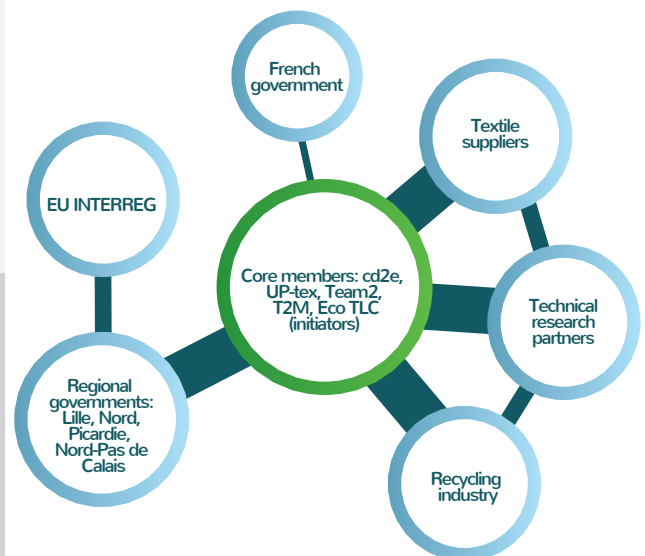 French
government
Textile
suppliers
EU INTERREG
Core members: cd2e,
UP-tex, Team2,
T2M, Eco TLC
(initiators)
Technical
research
partners
Regional
governments:
Lille, Nord,
Picardie,
Nord-Pas de
Calais
Recycling
industry